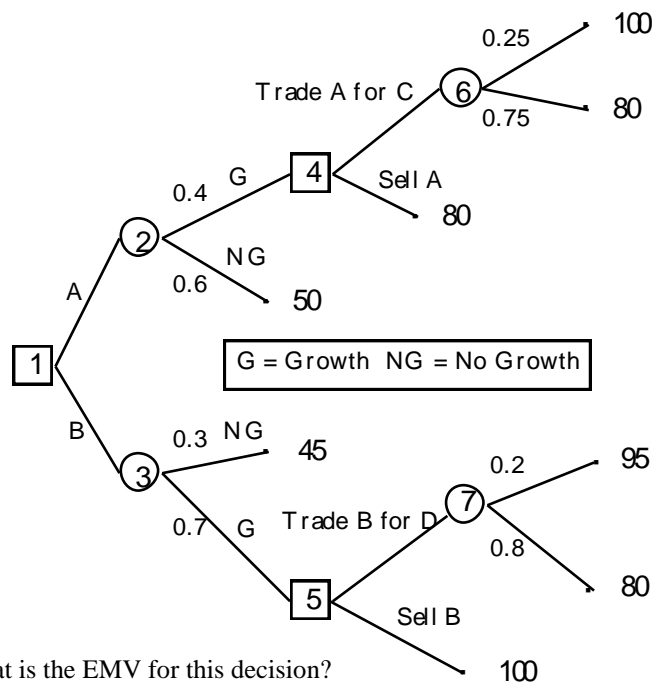 100
0.25
Trade A for C
6
0.75
80
4
Sell A
0.4 G
80
2
NG
0.6
50
A
1
G = Growth NG = No Growth
B
0.3 NG
45
3
0.2
95
0.7 G
Trade B for D
7
0.8
5
80
Sell B
100
is the EMV for this decision?